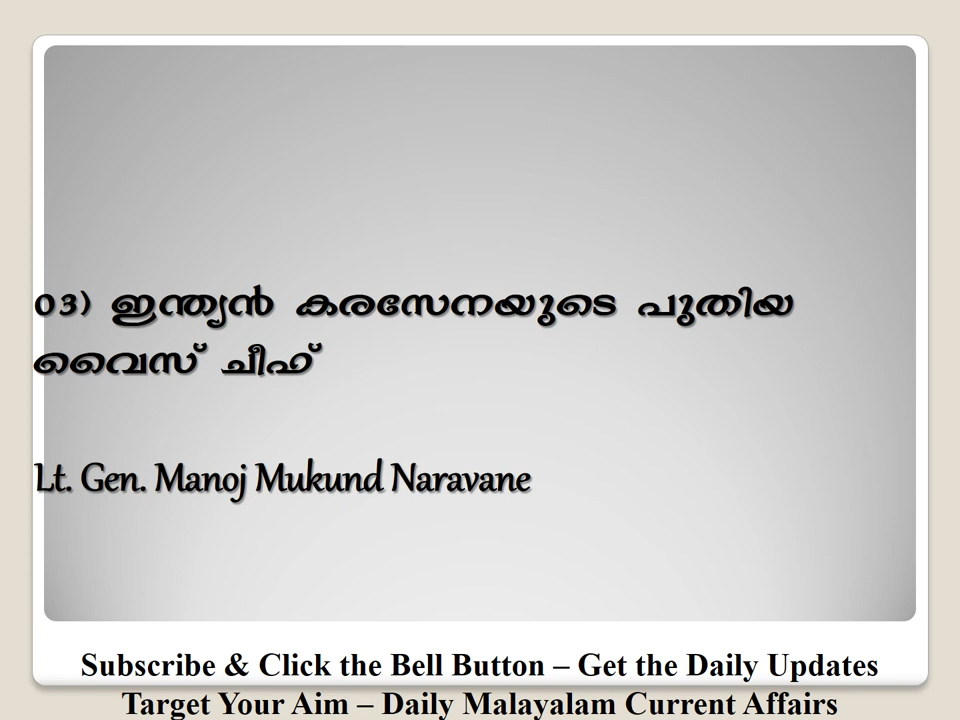 03) ഇന്ത്യൻ കരസേനയുടെ പുതിയ
വൈസ് ചീഫ്
Lt. Gen. Manoj Mukund Naravane
Subscribe & Click the Bell Button – Get the Daily Updates
Target Your Aim – Daily Malayalam Current Affairs